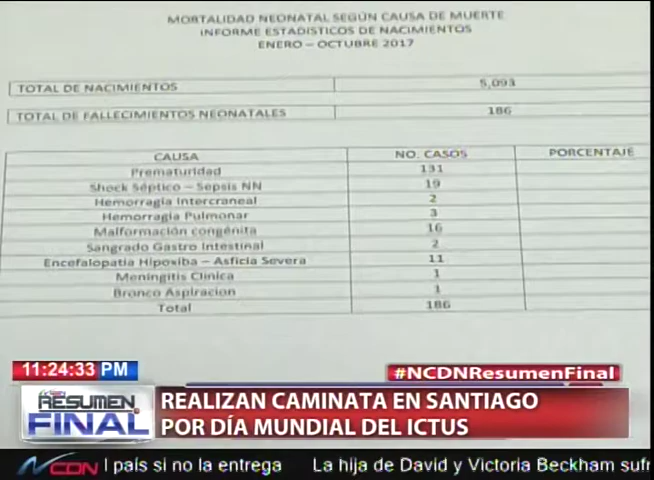 MORTALIDAD NEONATAL SEGÚN CAUSA DE MUERTE
INFORME ESTADISTICOS DE NACIMIENTOS
ENERO – OCTUBRE 2017
TOTAL DE NACIMIENTOS 5,093
TOTAL DE FALLECIMIENTOS NEONATALES 186
CAUSA NO. CASOS PORCENTAJE
Prematuridad 131
Shock Séptico – Sepsis NN 19
Hemorragia Intercraneal 2
Hemorragia Pulmonar 3
Malformación congénita 16
Sangrado Gastro Intestinal 2
Encefalopatia Hipoxiba – Asficia Severa 11
Meningitis Clinica 1
Bronco Aspiracion 1
Total 186
11:24:33 PM
#NCDNResumenFinal
RESUMEN FINAL
REALIZAN CAMINATA EN SANTIAGO
POR DÍA MUNDIAL DEL ICTUS
NCDN l país si no la entrega La hija de David y Victoria Beckham sufr